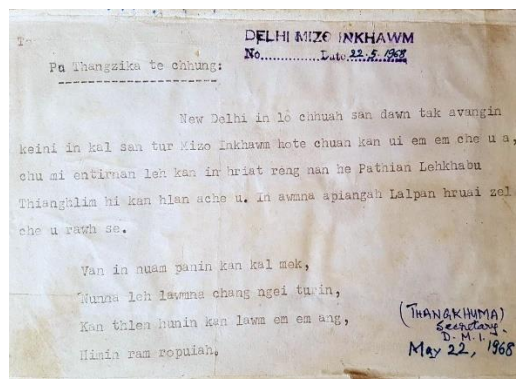 To
DELHI MIZO INKHAWM
No.............Date 22.5.1968
Pu Thangzika te chhung:
New Delhi in lo chhuah san dawn tak avangin
keini in kal san tur Mizo Inkhawm hote chuan kan ui em em che u a,
chu mi entirnan leh kan in hriat reng nan he Pathian Lehkhabu
Thianghlim hi kan hlan ache u. In awmna apiangah Lalpan hruai zel
che u rawh se.
Van in nuam panin kan kal mek,
Nunna leh lawmna chang ngei turin,
Kan thlen hunin kan lawm em em ang,
Himin ram ropuiah.
(THANGKHUMA)
Secretary
D. M. I.
May 22, 1968